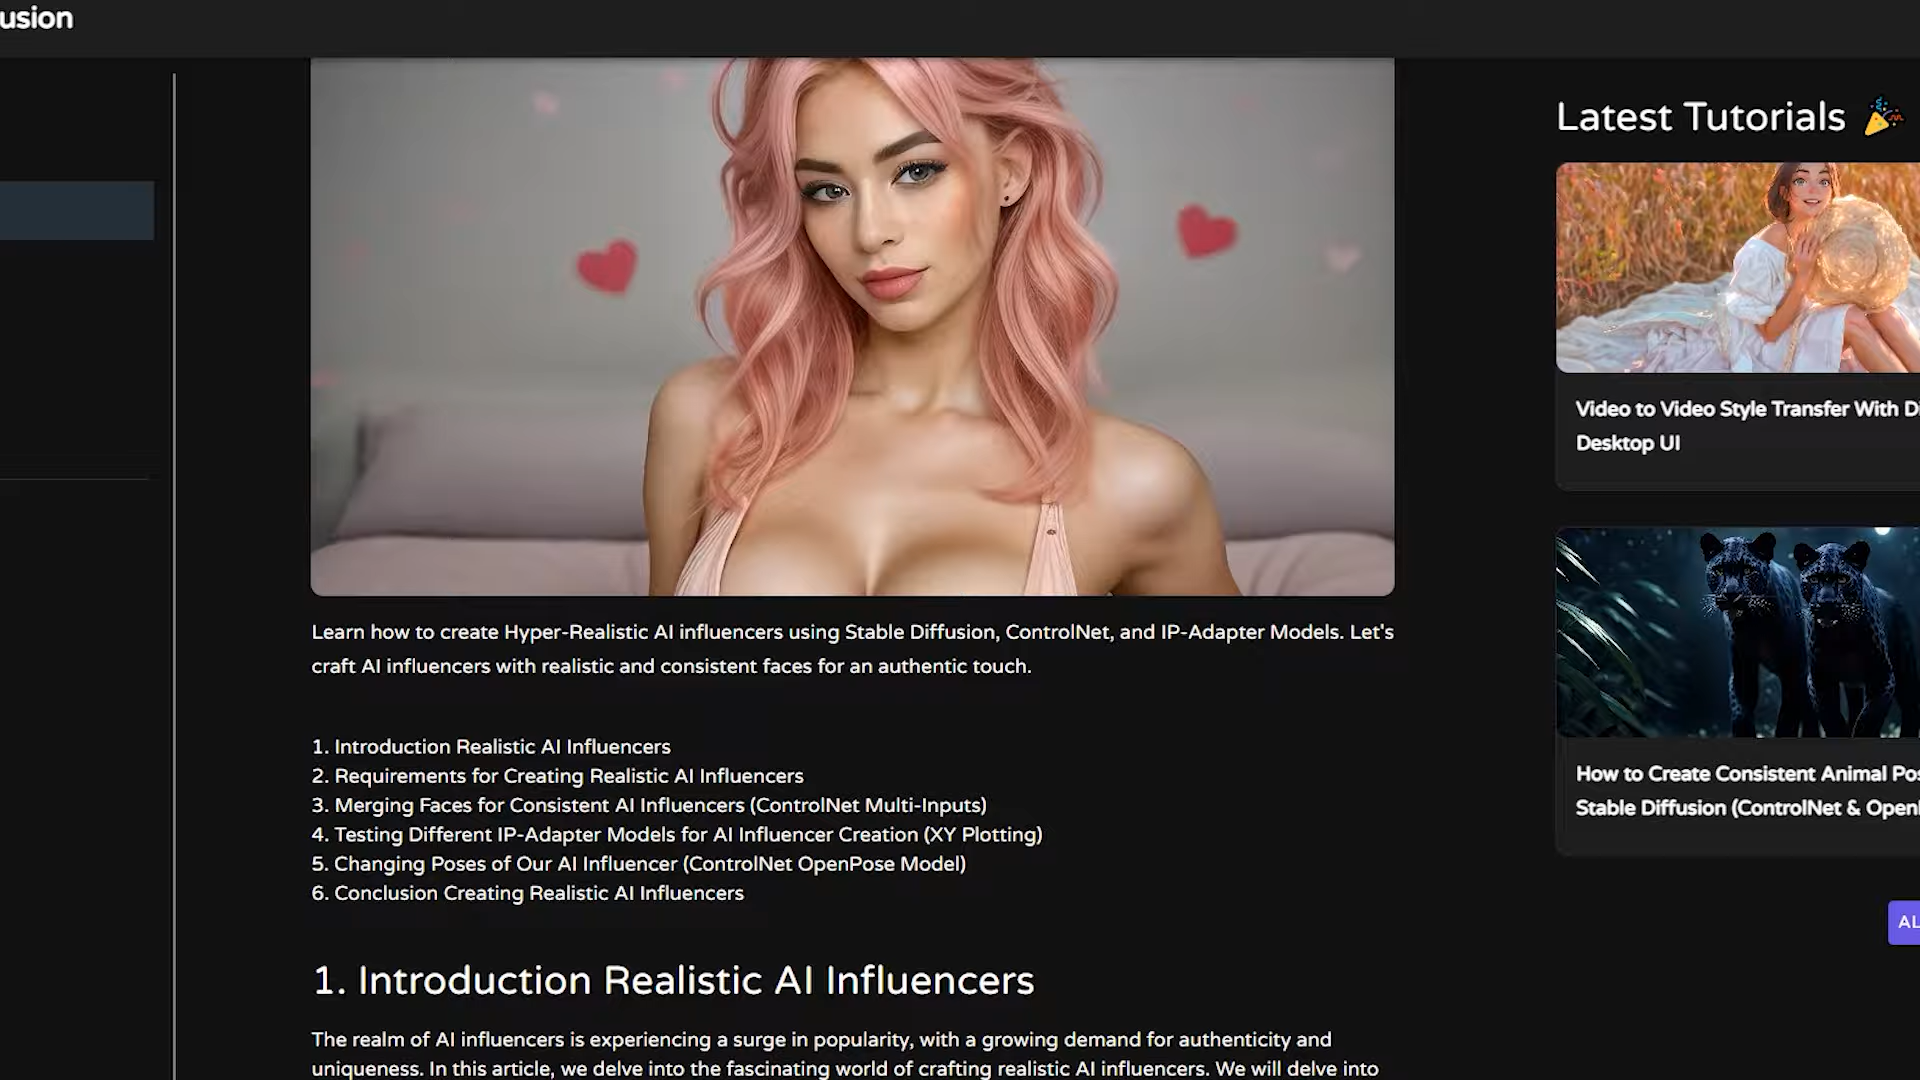 usion
Latest Tutorials
Video to Video Style Transfer With
Desktop UI
How to Create Consistent Animal
Stable Diffusion (ControlNet &
AL
Learn how to create Hyper-Realistic AI influencers using Stable Diffusion, ControlNet, and IP-Adapter Models. Let's
craft AI influencers with realistic and consistent faces for an authentic touch.
1. Introduction Realistic AI Influencers
2. Requirements for Creating Realistic AI Influencers
3. Merging Faces for Consistent AI Influencers (ControlNet Multi-Inputs)
4. Testing Different IP-Adapter Models for AI Influencer Creation (XY Plotting)
5. Changing Poses of Our AI Influencer (ControlNet OpenPose Model)
6. Conclusion Creating Realistic AI Influencers
1. Introduction Realistic AI Influencers
The realm of AI influencers is experiencing a surge in popularity, with a growing demand for authenticity and
uniqueness. In this article, we delve into the fascinating world of crafting realistic AI influencers. We will delve into